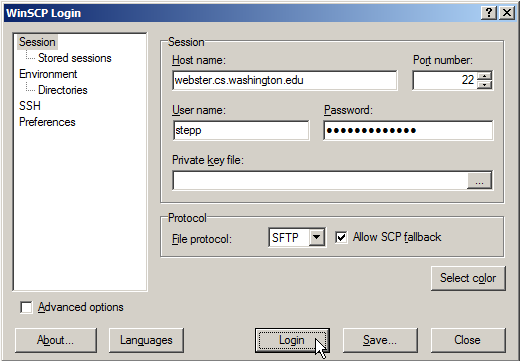 WinSCP Login
Session
Stored sessions
Environment
Directories
SSH
Preferences
Session
Host name:
Port number:
webster.cs.washington.edu
22
User name:
Password:
stepp
●●●●●●●●●●●●●
Private key file:
...
Protocol
File protocol:
SFTP
Allow SCP fallback
Select color
Advanced options
About...
Languages
Login
Save...
Close